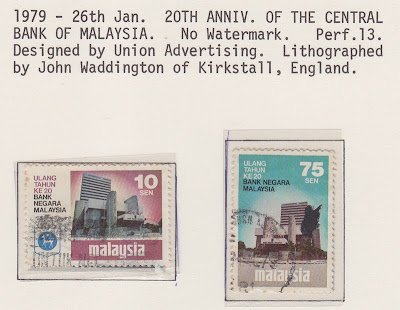 1979 - 26th Jan. 20TH ANNIV. OF THE CENTRAL
BANK OF MALAYSIA. No Watermark. Perf.13.
Designed by Union Advertising. Lithographed
by John Waddington of Kirkstall, England.
ULANG
TAHUN
KE 20
BANK
NEGARA
MALAYSIA
10
SEN
malaysia
ULANG
TAHUN
KE 20
BANK NEGARA
MALAYSIA
75
SEN
malaysia